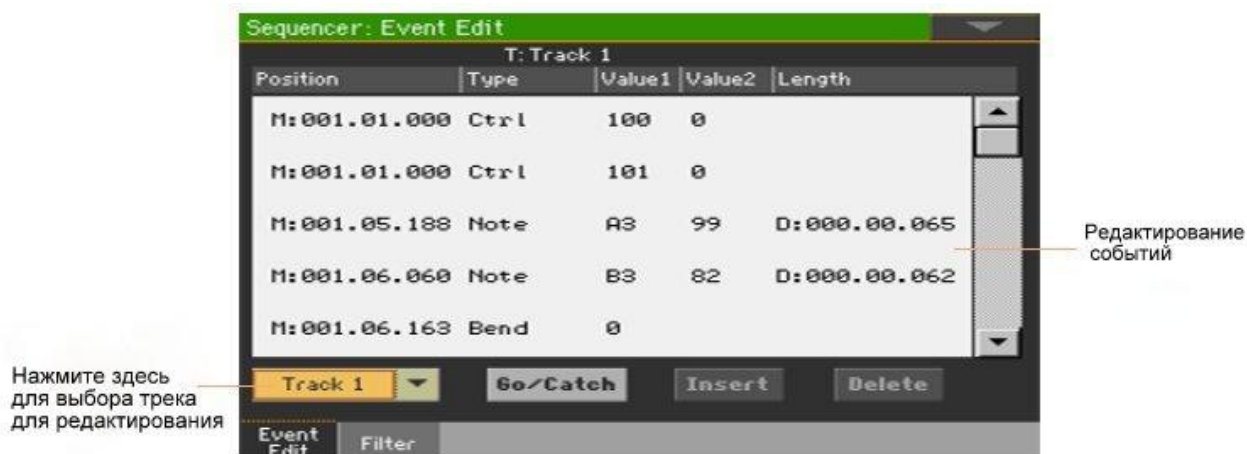 Sequencer: Event Edit
T: Track 1
Position Type Value1 Value2 Length
M:001.01.000 Ctrl 100 0
M:001.01.000 Ctrl 101 0
M:001.05.188 Note A3 99 D:000.00.065
M:001.06.060 Note B3 82 D:000.00.062
M:001.06.163 Bend 0
Редактирование
событий
Нажмите здесь
для выбора трека
для редактирования
Track 1 Go/Catch Insert Delete
Event
Edit
Filter